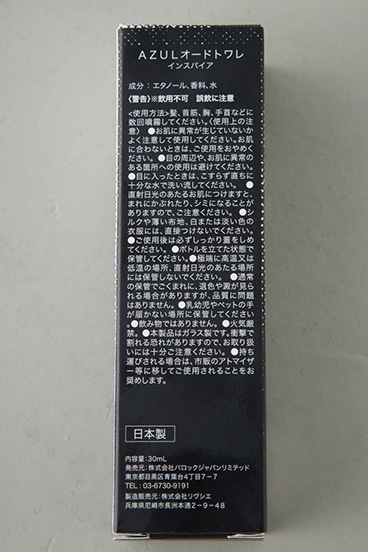 AZULオードトワレ
インスパイア
成分：エタノール、香料、水
〈警告〉※飲用不可　誤飲に注意
<使用方法>髪、首筋、胸、手首などに
数回噴霧してください。〈使用上の注
意〉 ●お肌に異常が生じていないか
よく注意して使用してください。お肌
に合わないときは、ご使用をおやめく
ださい。●目の周辺や、お肌に異常の
ある箇所への使用は避けてください。
●目に入ったときは、こすらず直ちに
十分な水で洗い流してください。 ●
直射日光のあたるお肌につけますと、
まれにかぶれたり、シミになることが
ありますので、ご注意ください。●シ
ルクや薄い布地、白または淡い色の
衣服には、直接つけないでください。
●ご使用後は必ずしっかり蓋をしめ
てください。●ボトルを立てた状態で
保管してください。●極端に高温又は
低温の場所、直射日光のあたる場所
には保管しないでください。 ●通常
の保管でごくまれに、退色や澱が見ら
れる場合がありますが、品質に問題
はありません。●乳幼児やペットの手
が届かない場所に保管してください
。●飲み物ではありません。●火気厳
禁。●本製品はガラス製です。衝撃で
割れる恐れがありますので、お取り扱
いには十分ご注意ください。●持ち
運びされる場合は、市販のアトマイザ
ー等に移してご使用されることをお
奨めします。
日本製
内容量：30mL
発売元：株式会社バロックジャパンリミテッド
東京都目黒区青葉台4丁目7-7
TEL：03-6730-9191
製造販売元：株式会社リヴシエ
兵庫県尼崎市長洲本通2-9-48